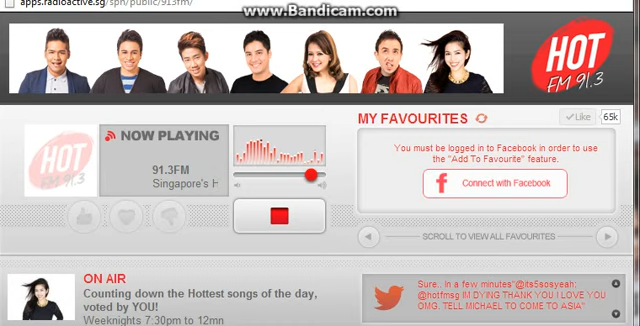 apps.radioactive.sg/sph/public/913fm/
www.Bandicam.com
HOT
FM 91.3
MY FAVOURITES
Like
65k
HOT
FM 91.3
NOW PLAYING
91.3FM
Singapore's H
You must be logged in to Facebook in order to use
the "Add To Favourite" feature.
f Connect with Facebook
SCROLL TO VIEW ALL FAVOURITES
ON AIR
Counting down the Hottest songs of the day,
voted by YOU!
Weeknights 7:30pm to 12mn
Sure.. In a few minutes"@its5sosyeah:
@hotfmsg IM DYING THANK YOU I LOVE YOU
OMG. TELL MICHAEL TO COME TO ASIA"